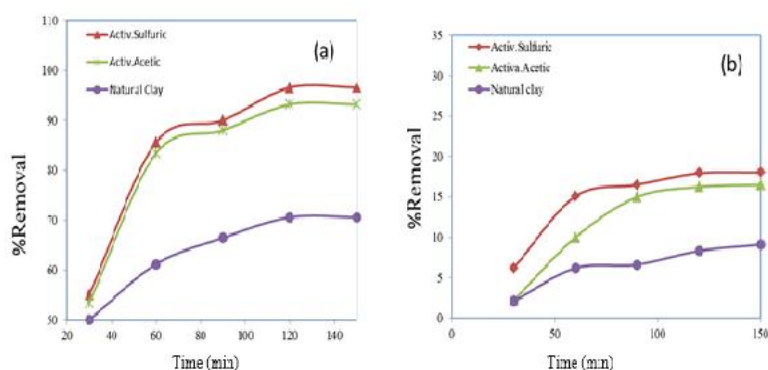 110
100
90
80
70
60
50
%Removal
Activ.Sulfuric
Activ.Acetic
Natural Clay
(a)
20 40 60 80 100 120 140
Time (min)
35
30
25
20
15
10
5
0
%Removal
Activ.Sulfuric
Activa.Acetic
Natural clay
(b)
0 50 100 150
Time (min)